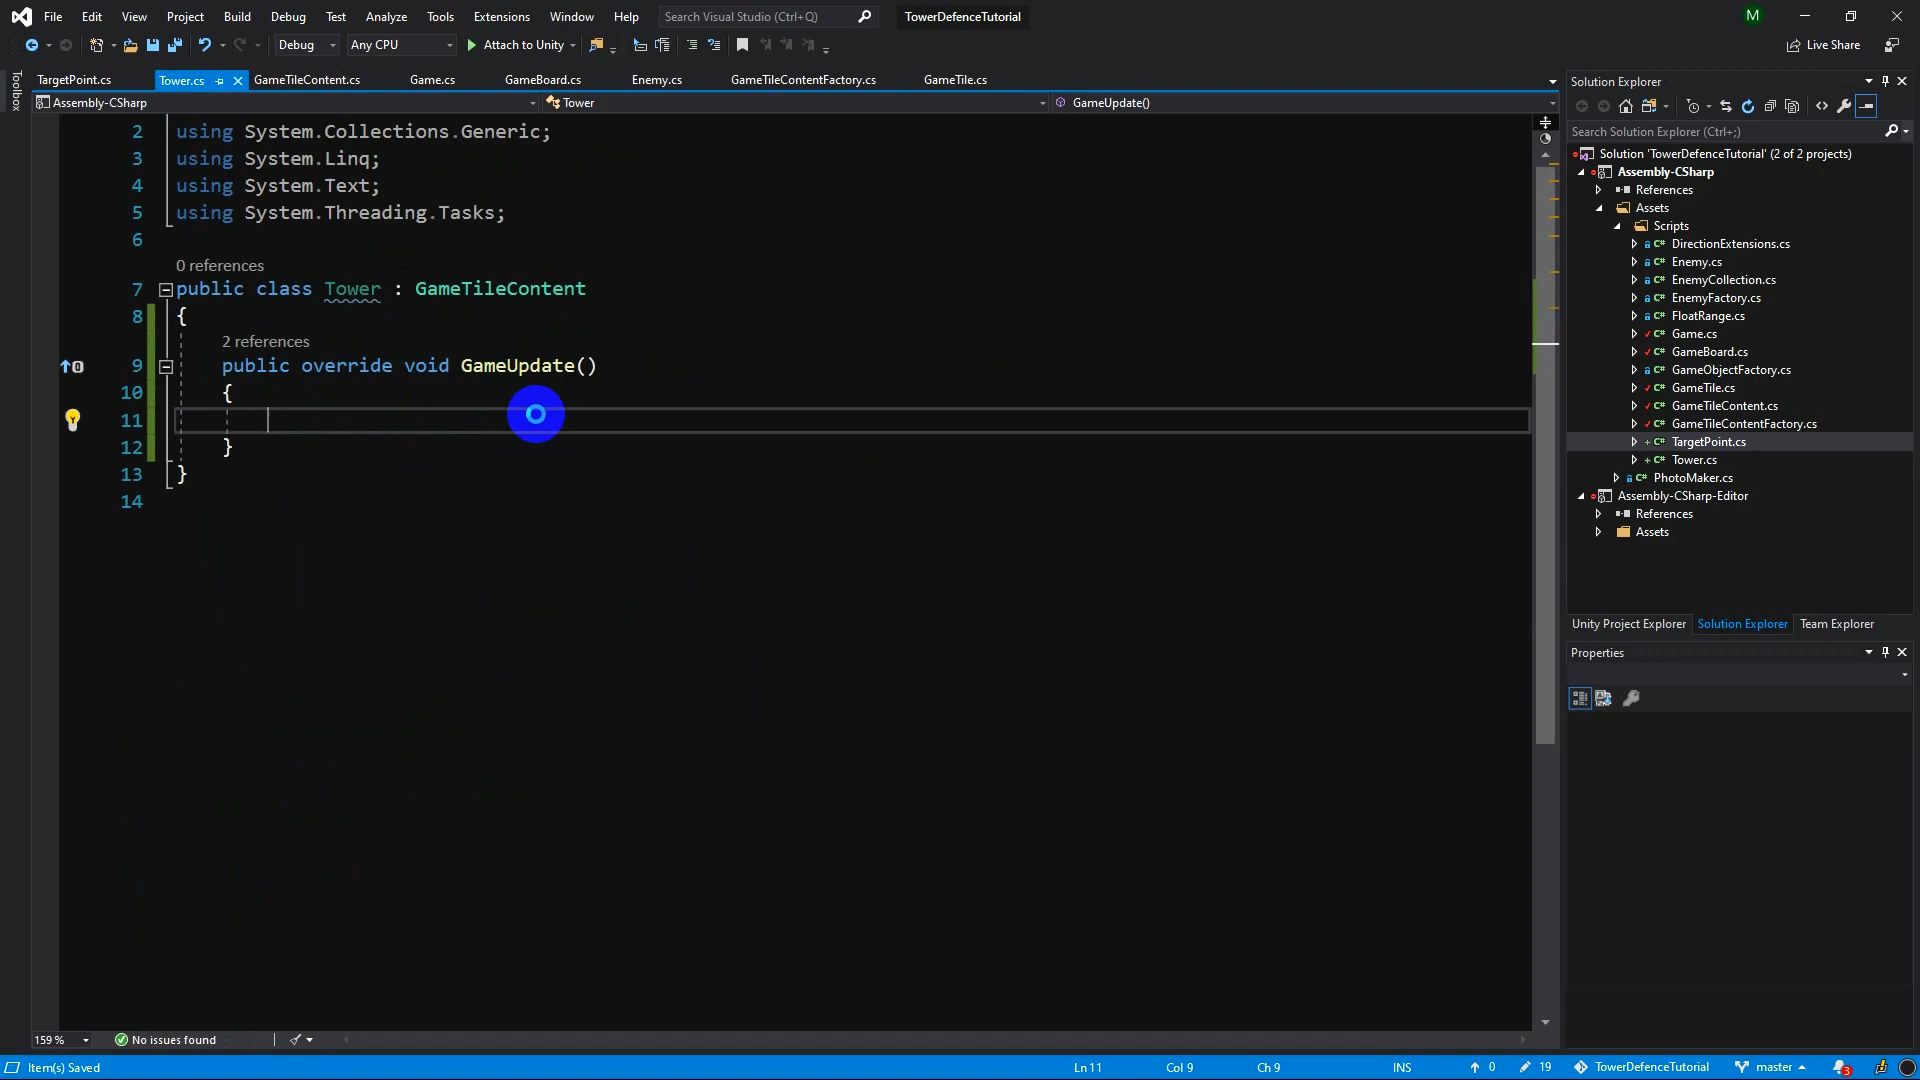 File Edit View Project Build Debug Test Analyze Tools Extensions Window Help Search Visual Studio (Ctrl+Q) TowerDefenceTutorial M
Debug Any CPU Attach to Unity Live Share
Toolbox
TargetPoint.cs Tower.cs GameTileContent.cs Game.cs GameBoard.cs Enemy.cs GameTileContentFactory.cs GameTile.cs
Assembly-CSharp Tower GameUpdate()
2 using System.Collections.Generic;
3 using System.Linq;
4 using System.Text;
5 using System.Threading.Tasks;
6
0 references
7 public class Tower : GameTileContent
8 {
2 references
9 public override void GameUpdate()
10 {
11
12 }
13 }
14
159 % No issues found
Solution Explorer
Search Solution Explorer (Ctrl+;)
Solution 'TowerDefenceTutorial' (2 of 2 projects)
Assembly-CSharp
References
Assets
Scripts
DirectionExtensions.cs
Enemy.cs
EnemyCollection.cs
EnemyFactory.cs
FloatRange.cs
Game.cs
GameBoard.cs
GameObjectFactory.cs
GameTile.cs
GameTileContent.cs
GameTileContentFactory.cs
TargetPoint.cs
Tower.cs
PhotoMaker.cs
Assembly-CSharp-Editor
References
Assets
Unity Project Explorer Solution Explorer Team Explorer
Properties
Item(s) Saved Ln 11 Col 9 Ch 9 INS 0 19 TowerDefenceTutorial master 3